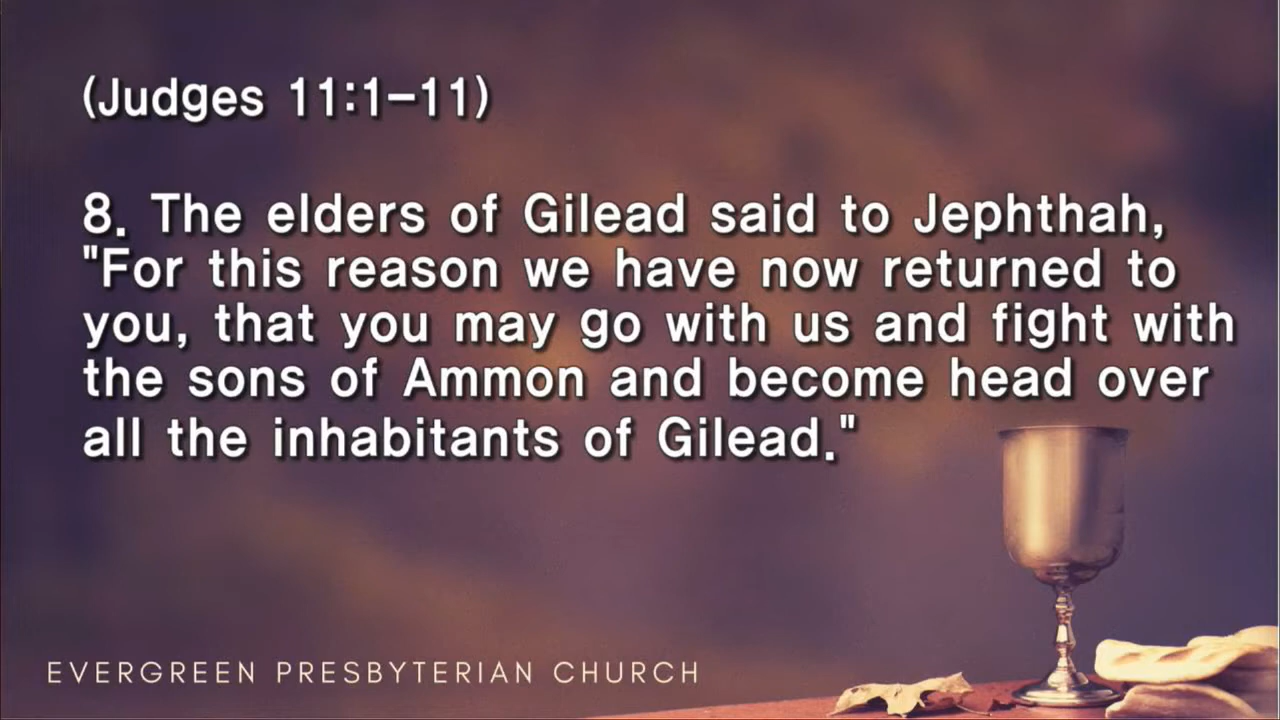 (Judges 11:1-11)
8. The elders of Gilead said to Jephthah,
"For this reason we have now returned to
you, that you may go with us and fight with
the sons of Ammon and become head over
all the inhabitants of Gilead."
EVERGREEN PRESBYTERIAN CHURCH